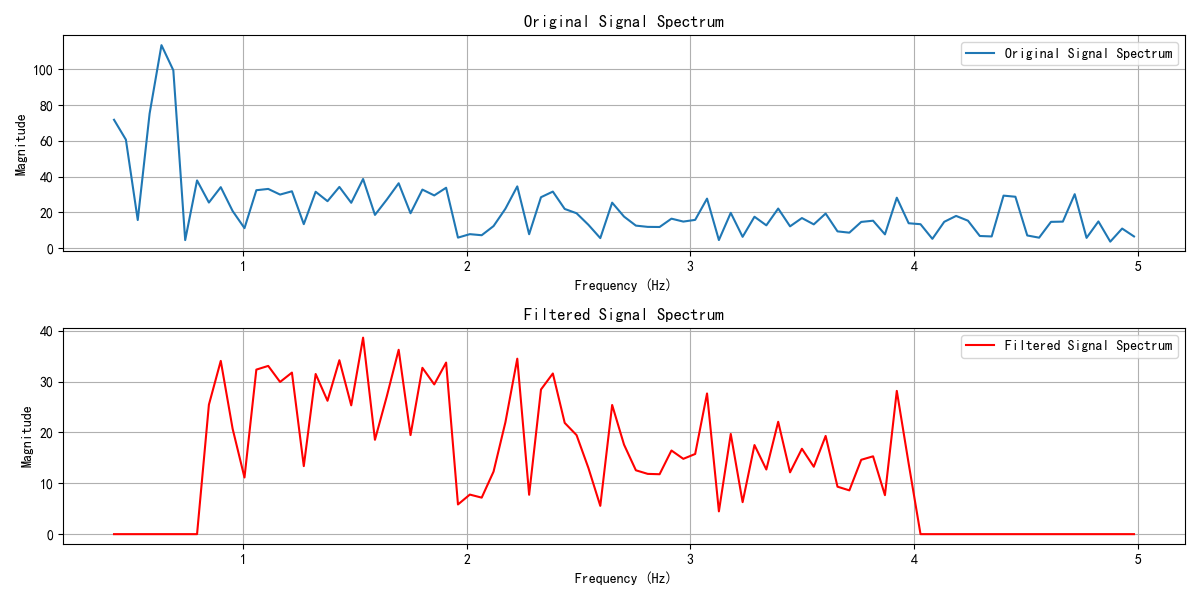 Original Signal Spectrum
Original Signal Spectrum
Magnitude
100
80
60
40
20
0
1
2
3
4
5
Frequency (Hz)
Filtered Signal Spectrum
Filtered Signal Spectrum
Magnitude
40
30
20
10
0
1
2
3
4
5
Frequency (Hz)